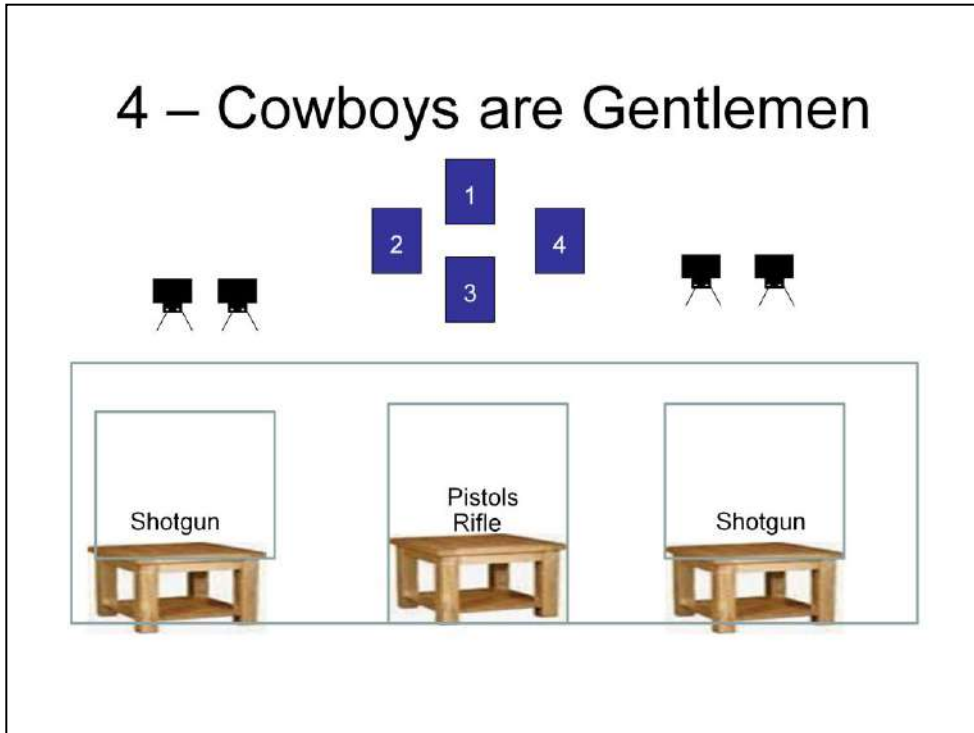 4 – Cowboys are Gentlemen
1
2
4
3
Shotgun
Pistols
Rifle
Shotgun